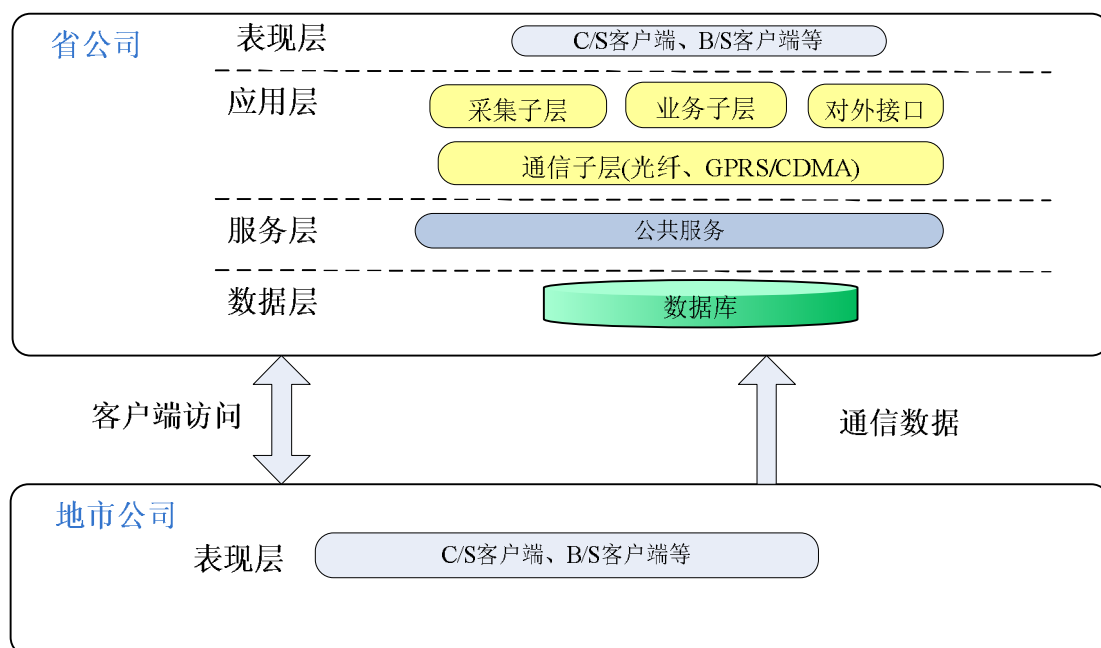 省公司
表现层
C/S客户端、B/S客户端等
应用层
采集子层
业务子层
对外接口
通信子层(光纤、GPRS/CDMA)
服务层
公共服务
数据层
数据库
客户端访问
通信数据
地市公司
表现层
C/S客户端、B/S客户端等